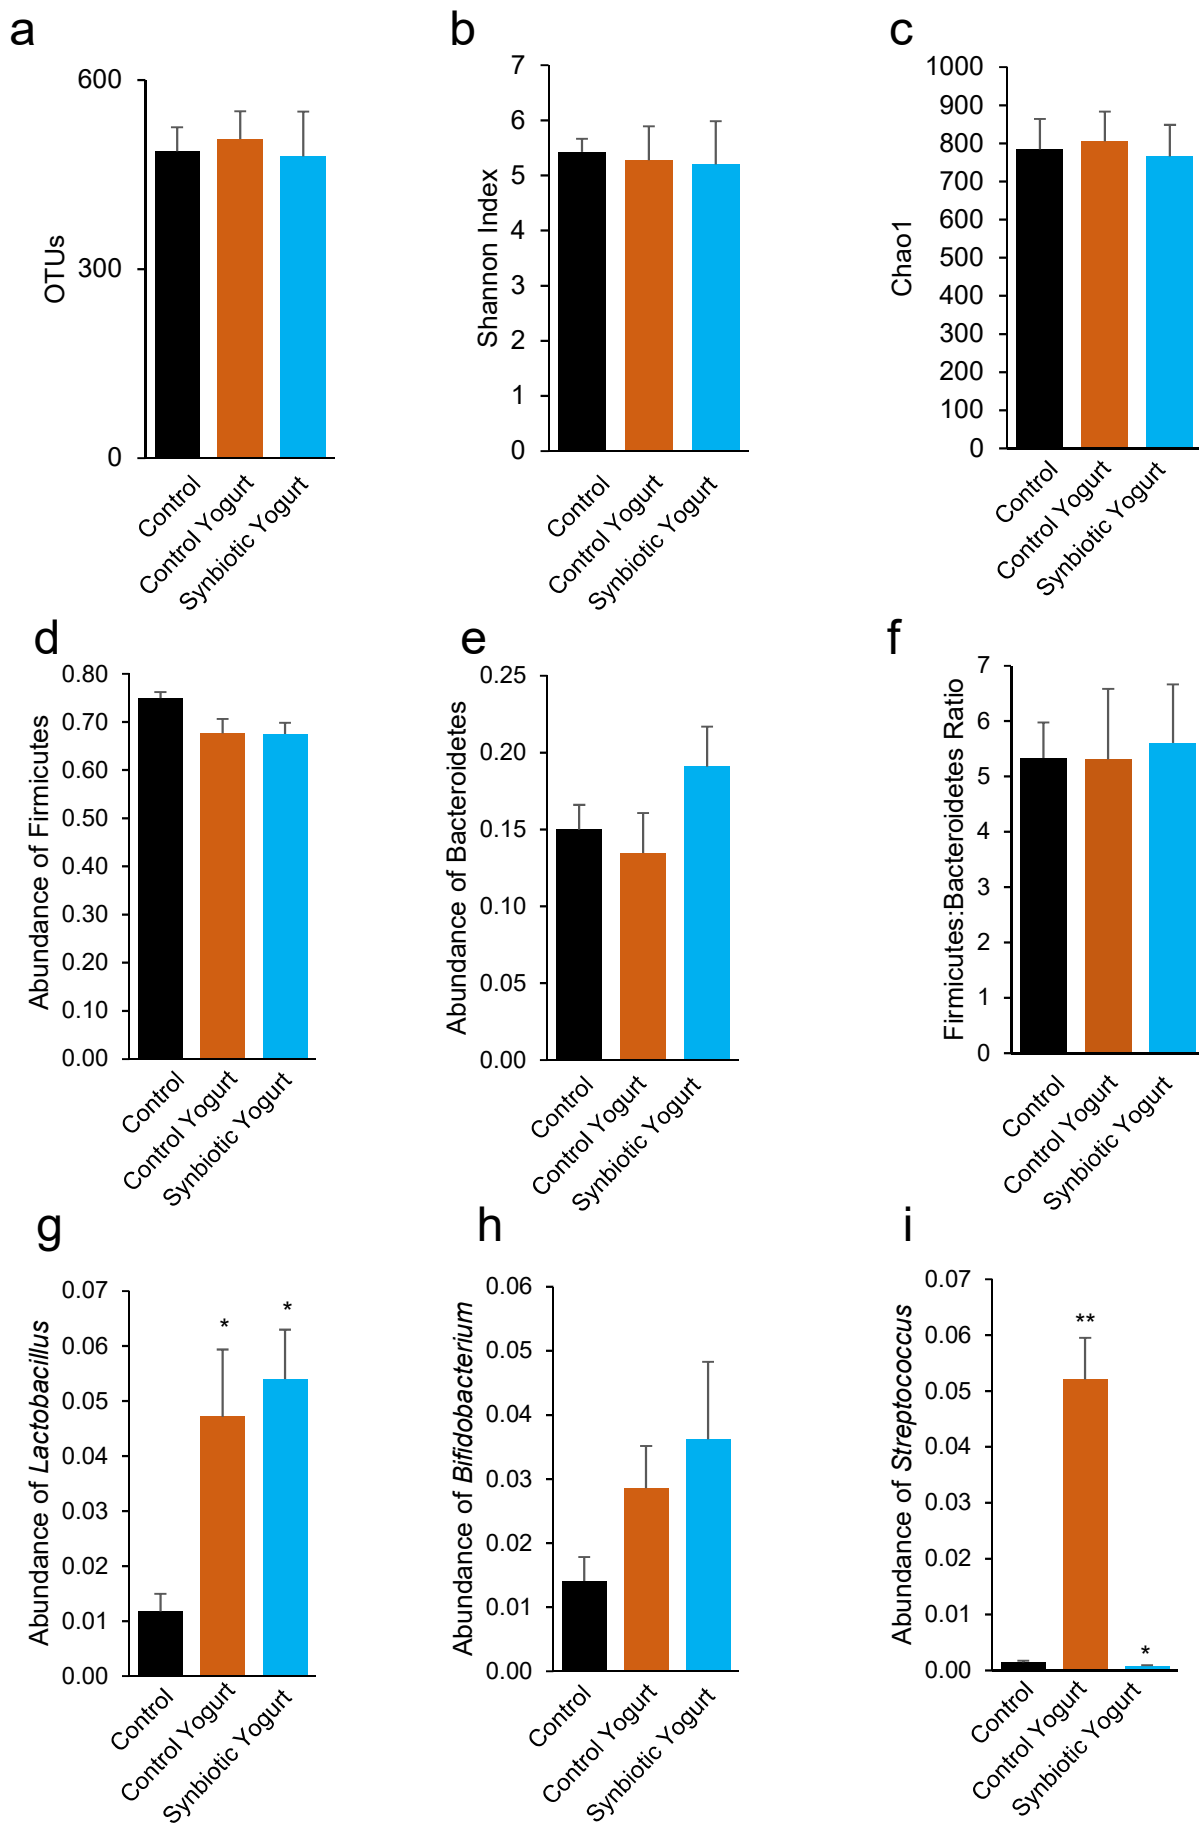 a
600
300
0
OTUs
Control
Control Yogurt
Synbiotic Yogurt
b
7
6
5
4
3
2
1
0
Shannon Index
Control
Control Yogurt
Synbiotic Yogurt
c
1000
900
800
700
600
500
400
300
200
100
0
Chao1
Control
Control Yogurt
Synbiotic Yogurt
d
0.80
0.70
0.60
0.50
0.40
0.30
0.20
0.10
0.00
Abundance of Firmicutes
Control
Control Yogurt
Synbiotic Yogurt
e
0.25
0.20
0.15
0.10
0.05
0.00
Abundance of Bacteroidetes
Control
Control Yogurt
Synbiotic Yogurt
f
7
6
5
4
3
2
1
0
Firmicutes:Bacteroidetes Ratio
Control
Control Yogurt
Synbiotic Yogurt
g
0.07
0.06
0.05
0.04
0.03
0.02
0.01
0.00
Abundance of Lactobacillus
*
*
Control
Control Yogurt
Synbiotic Yogurt
h
0.06
0.05
0.04
0.03
0.02
0.01
0.00
Abundance of Bifidobacterium
Control
Control Yogurt
Synbiotic Yogurt
i
0.07
0.06
0.05
0.04
0.03
0.02
0.01
0.00
Abundance of Streptococcus
**
*
Control
Control Yogurt
Synbiotic Yogurt